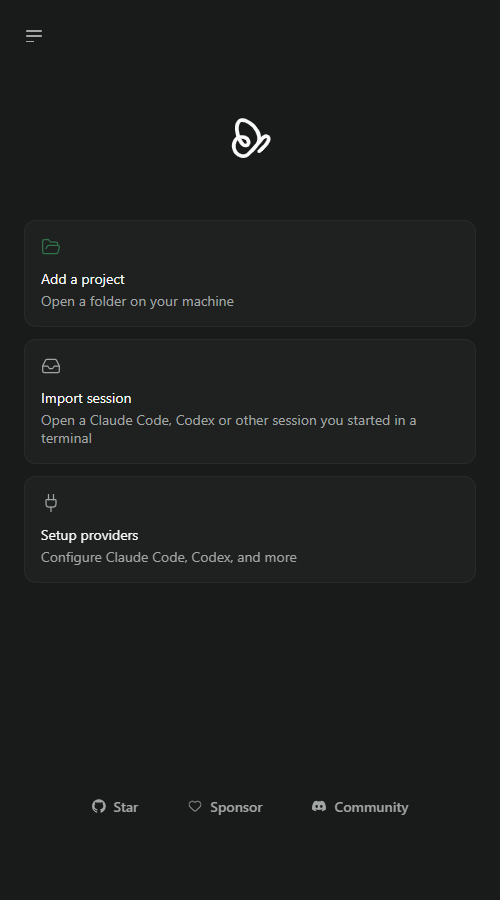 Add a project
Open a folder on your machine
Import session
Open a Claude Code, Codex or other session you started in a
terminal
Setup providers
Configure Claude Code, Codex, and more
Star
Sponsor
Community